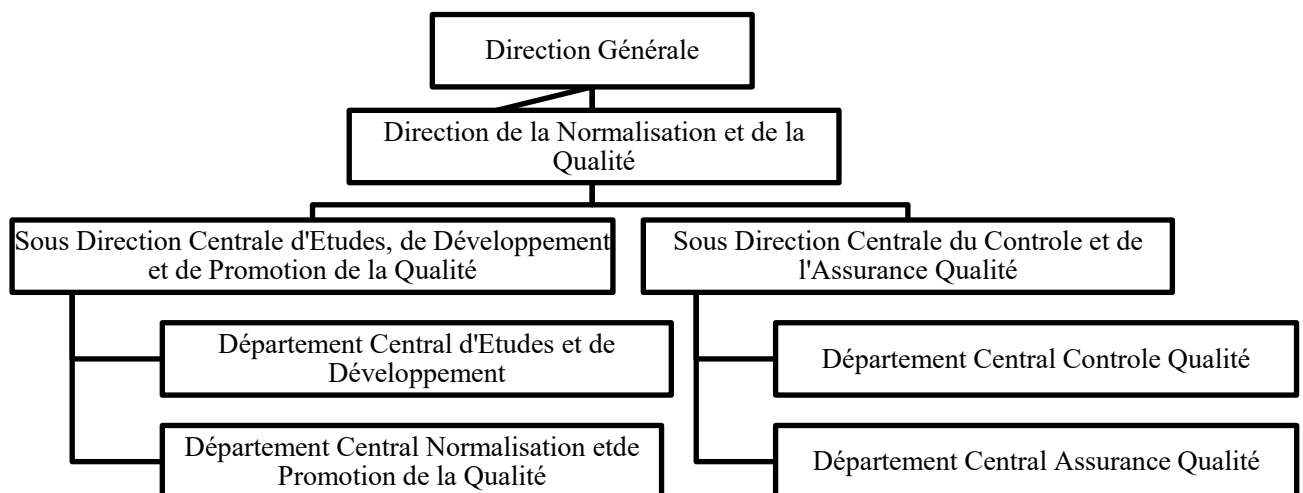 Direction Générale
Direction de la Normalisation et de la
Qualité
Sous Direction Centrale d'Etudes, de Développement
et de Promotion de la Qualité
Sous Direction Centrale du Controle et de
l'Assurance Qualité
Département Central d'Etudes et de
Développement
Département Central Controle Qualité
Département Central Normalisation etde
Promotion de la Qualité
Département Central Assurance Qualité